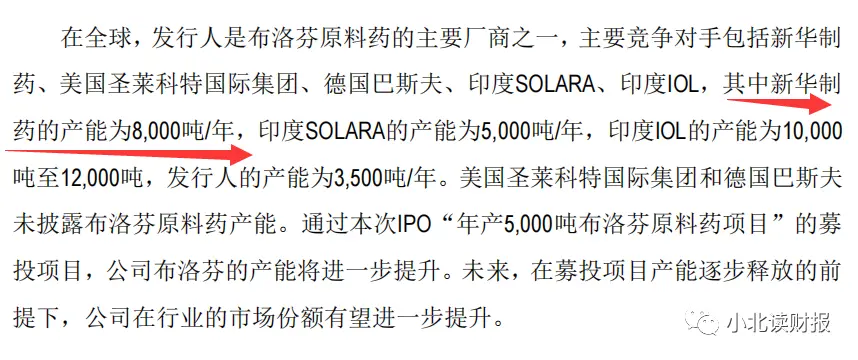 在全球，发行人是布洛芬原料药的主要厂商之一，主要竞争对手包括新华制
药、美国圣莱科特国际集团、德国巴斯夫、印度SOLARA、印度IOL，其中新华制
药的产能为8,000吨/年，印度SOLARA的产能为5,000吨/年，印度IOL的产能为10,000
吨至12,000吨，发行人的产能为3,500吨/年。美国圣莱科特国际集团和德国巴斯夫
未披露布洛芬原料药产能。通过本次IPO“年产5,000吨布洛芬原料药项目”的募
投项目，公司布洛芬的产能将进一步提升。未来，在募投项目产能逐步释放的前
提下，公司在行业的市场份额有望进一步提升。
小北读财报